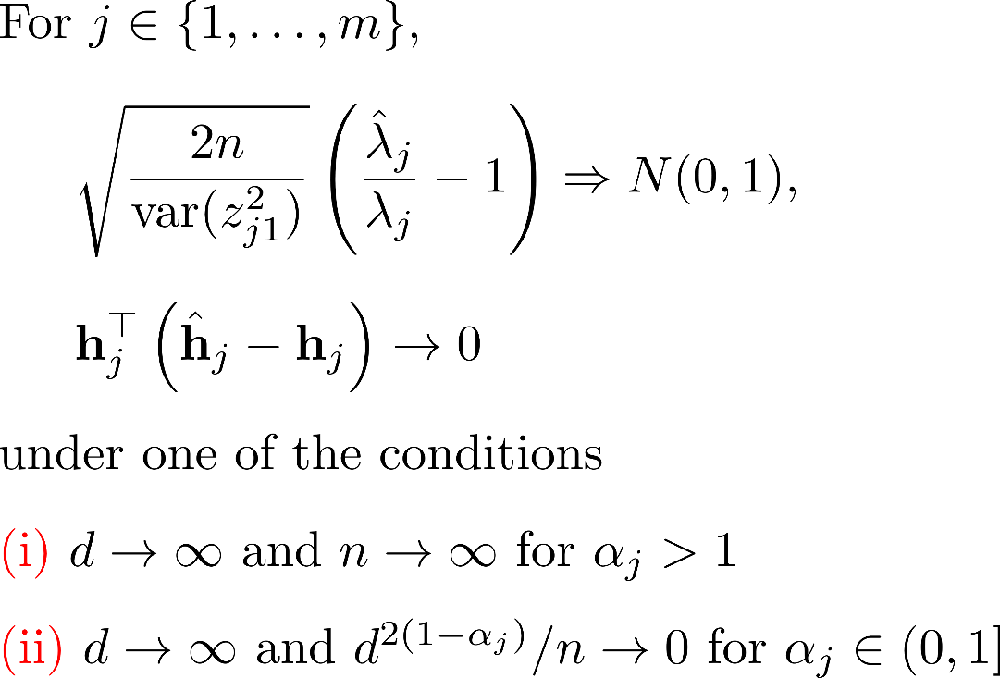 For $j \in \{1, \ldots, m\}$,
$\sqrt{\frac{2n}{\mathrm{var}(z_{j1}^2)}} \left( \frac{\hat{\lambda}_j}{\lambda_j} - 1 \right) \Rightarrow N(0, 1),$
$\mathbf{h}_j^\top \left( \hat{\mathbf{h}}_j - \mathbf{h}_j \right) \to 0$
under one of the conditions
(i) $d \to \infty$ and $n \to \infty$ for $\alpha_j > 1$
(ii) $d \to \infty$ and $d^{2(1-\alpha_j)}/n \to 0$ for $\alpha_j \in (0, 1]$